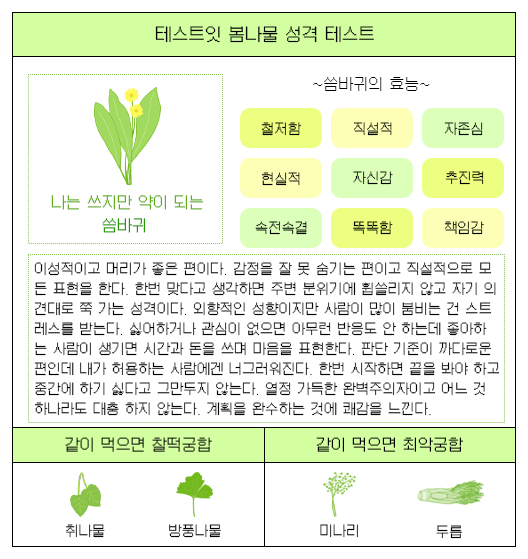 테스트잇 봄나물 성격 테스트
나는 쓰지만 약이 되는
씀바귀
~씀바귀의 효능~
철저함 직설적 자존심
현실적 자신감 추진력
속전속결 똑똑함 책임감
이성적이고 머리가 좋은 편이다. 감정을 잘 못 숨기는 편이고 직설적으로 모
든 표현을 한다. 한번 맞다고 생각하면 주변 분위기에 휩쓸리지 않고 자기 의
견대로 쭉 가는 성격이다. 외향적인 성향이지만 사람이 많이 붐비는 건 스트
레스를 받는다. 싫어하거나 관심이 없으면 아무런 반응도 안 하는데 좋아하
는 사람이 생기면 시간과 돈을 쓰며 마음을 표현한다. 판단 기준이 까다로운
편인데 내가 허용하는 사람에겐 너그러워진다. 한번 시작하면 끝을 봐야 하고
중간에 하기 싫다고 그만두지 않는다. 열정 가득한 완벽주의자이고 어느 것
하나라도 대충 하지 않는다. 계획을 완수하는 것에 쾌감을 느낀다.
같이 먹으면 찰떡궁합 같이 먹으면 최악궁합
취나물 방풍나물 미나리 두릅